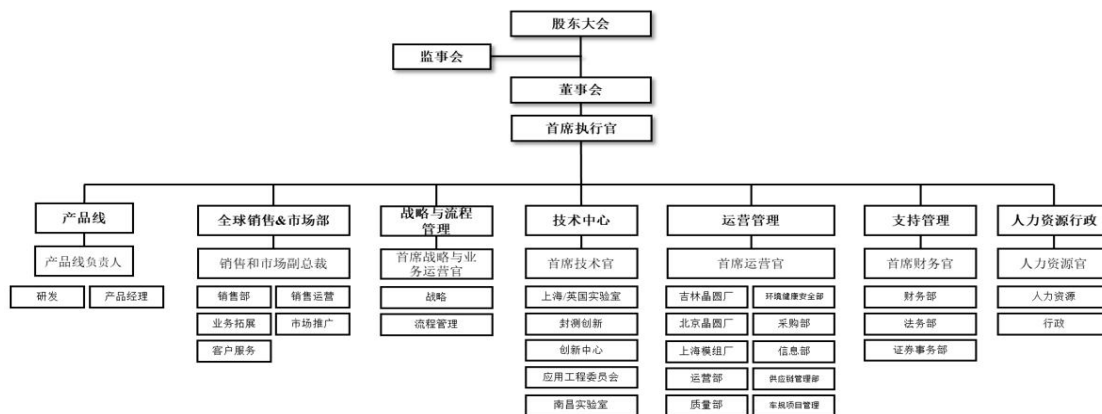 股东大会
监事会
董事会
首席执行官
产品线
全球销售&市场部
战略与流程
管理
技术中心
运营管理
支持管理
人力资源行政
产品线负责人
销售和市场副总裁
首席战略与业
务运营官
首席技术官
首席运营官
首席财务官
人力资源官
研发
产品经理
销售部
销售运营
战略
上海/英国实验室
吉林晶圆厂
环境健康安全部
财务部
人力资源
业务拓展
市场推广
流程管理
封测创新
北京晶圆厂
采购部
法务部
行政
客户服务
创新中心
上海模组厂
信息部
证券事务部
应用工程委员会
运营部
供应链管理部
南昌实验室
质量部
车规项目管理